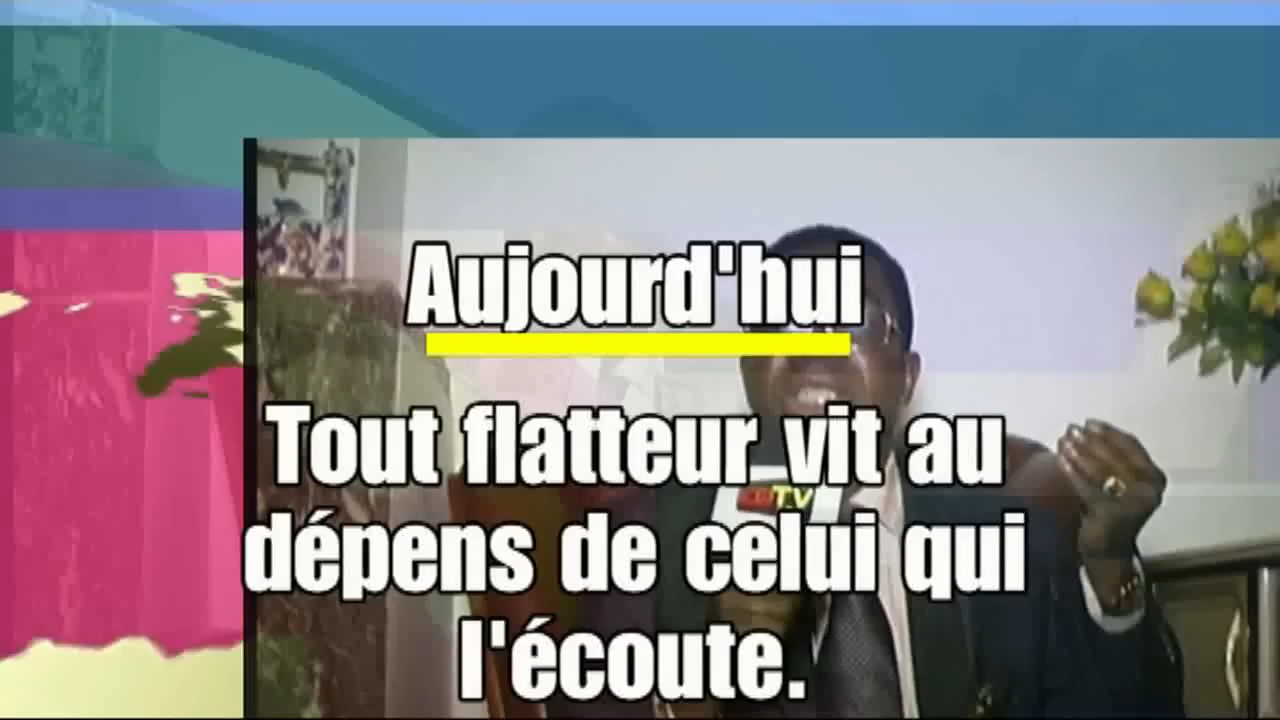 Aujourd'hui
Tout flatteur vit au
dépens de celui qui
l'écoute.